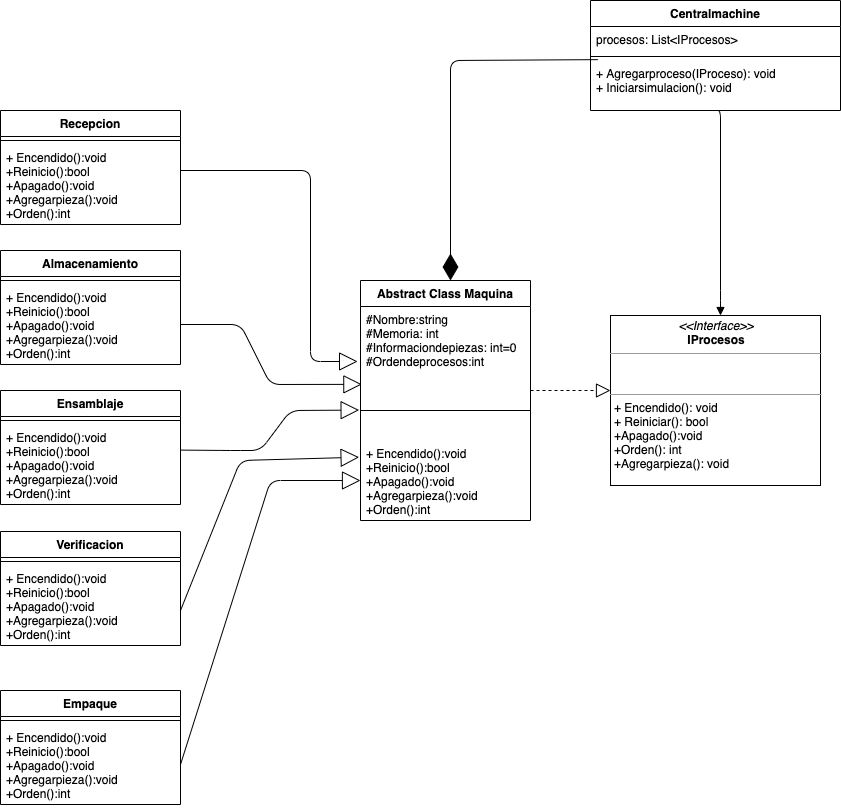 Centralmachine
procesos: List<IProcesos>
+ Agregarproceso(IProceso): void
+ Iniciarsimulacion(): void
Recepcion
+ Encendido():void
+Reinicio():bool
+Apagado():void
+Agregarpieza():void
+Orden():int
Almacenamiento
+ Encendido():void
+Reinicio():bool
+Apagado():void
+Agregarpieza():void
+Orden():int
Ensamblaje
+ Encendido():void
+Reinicio():bool
+Apagado():void
+Agregarpieza():void
+Orden():int
Verificacion
+ Encendido():void
+Reinicio():bool
+Apagado():void
+Agregarpieza():void
+Orden():int
Empaque
+ Encendido():void
+Reinicio():bool
+Apagado():void
+Agregarpieza():void
+Orden():int
Abstract Class Maquina
#Nombre:string
#Memoria: int
#Informaciondepiezas: int=0
#Ordendeprocesos:int
+ Encendido():void
+Reinicio():bool
+Apagado():void
+Agregarpieza():void
+Orden():int
<<Interface>>
IProcesos
+ Encendido(): void
+ Reiniciar(): bool
+Apagado():void
+Orden(): int
+Agregarpieza(): void